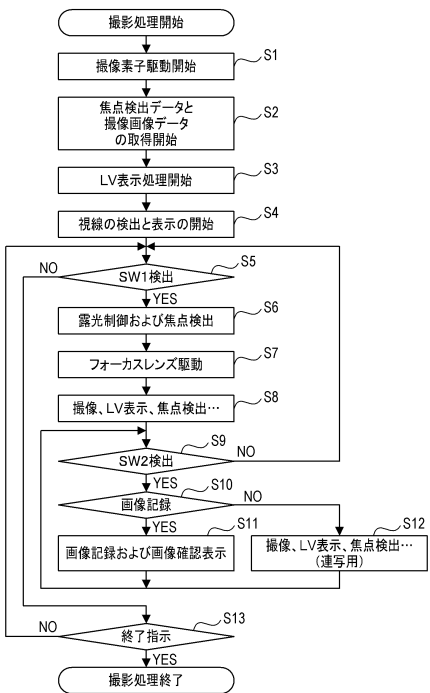 撮影処理開始
撮像素子駆動開始
S1
焦点検出データと
撮像画像データ
の取得開始
S2
LV表示処理開始
S3
視線の検出と表示の開始
S4
SW1検出
S5
NO
YES
露光制御および焦点検出
S6
フォーカスレンズ駆動
S7
撮像、LV表示、焦点検出…
S8
SW2検出
S9
NO
YES
画像記録
S10
NO
YES
画像記録および画像確認表示
S11
撮像、LV表示、焦点検出…
(連写用)
S12
終了指示
S13
NO
YES
撮影処理終了